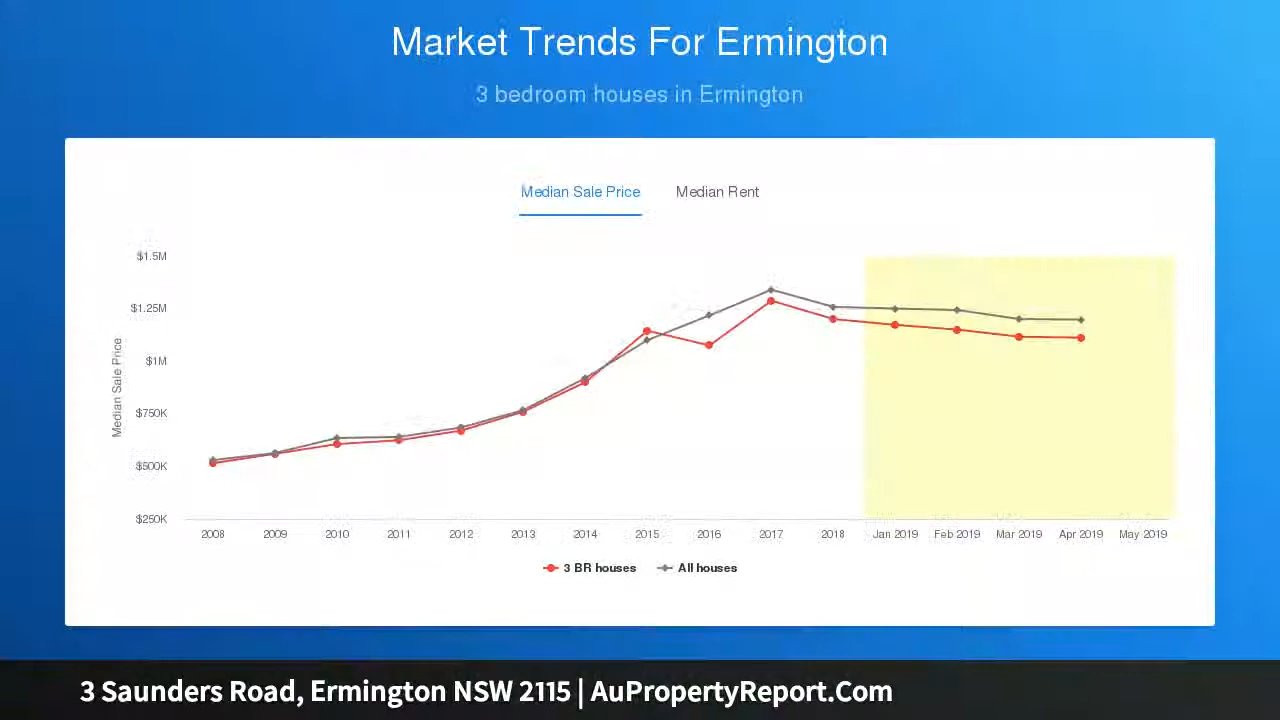 Market Trends For Ermington
3 bedroom houses in Ermington
Median Sale Price Median Rent
$1.5M
$1.25M
$1M
$750K
$500K
$250K
Median Sale Price
2008 2009 2010 2011 2012 2013 2014 2015 2016 2017 2018 Jan 2019 Feb 2019 Mar 2019 Apr 2019 May 2019
3 BR houses All houses
3 Saunders Road, Ermington NSW 2115 | AuPropertyReport.Com